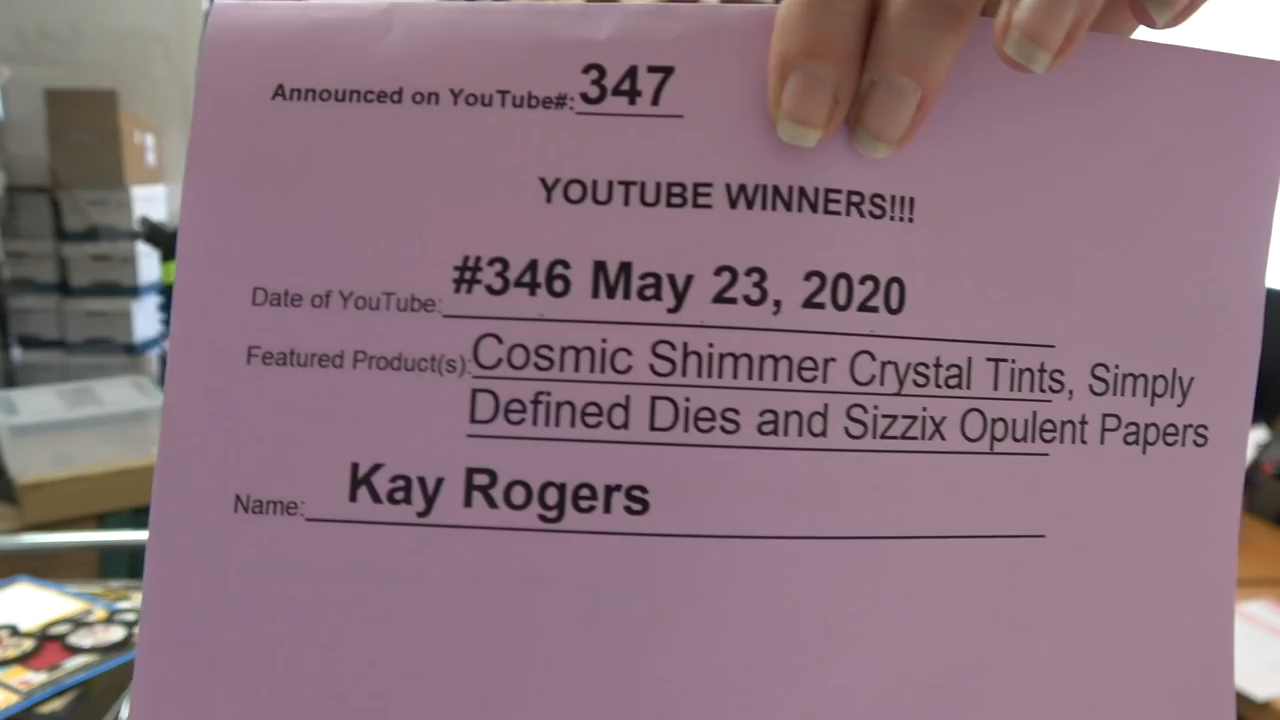 Announced on YouTube#: 347
YOUTUBE WINNERS!!!
Date of YouTube: #346 May 23, 2020
Featured Product(s): Cosmic Shimmer Crystal Tints, Simply
Defined Dies and Sizzix Opulent Papers
Name: Kay Rogers